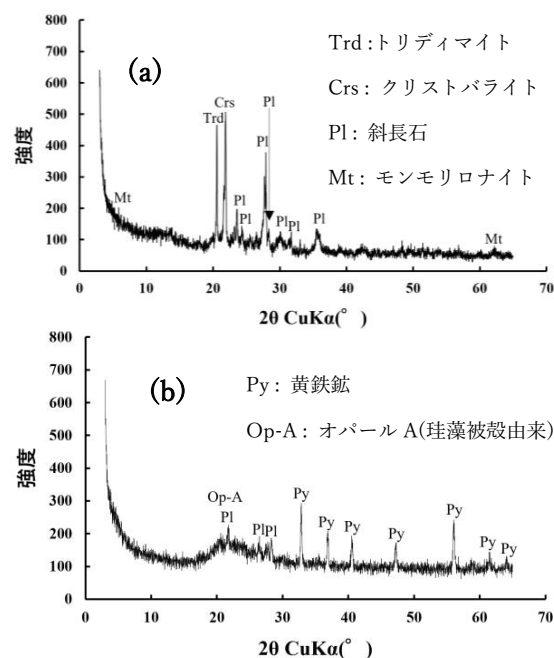 800
700
600
500
400
300
200
100
0
強度
(a)
Trd :トリディマイト
Crs : クリストバライト
Pl : 斜長石
Mt : モンモリロナイト
Mt
Trd
Crs
Pl
Pl
Pl
Pl
Pl
Pl
Pl
Mt
0 10 20 30 40 50 60 70
2θ CuKα(°)
800
700
600
500
400
300
200
100
0
強度
(b)
Py : 黄鉄鉱
Op-A : オパール A(珪藻被殻由来)
Op-A
Pl
Pl
Pl
Py
Py
Py
Py
Py
Py
Py
0 10 20 30 40 50 60 70
2θ CuKα(°)